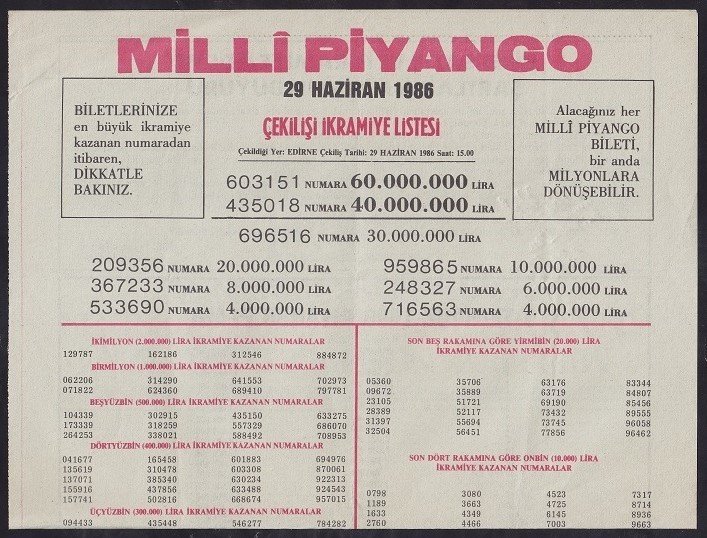 MİLLÎ PİYANGO
29 HAZİRAN 1986
ÇEKİLİŞİ İKRAMİYE LİSTESİ
Çekildiği Yer: EDİRNE Çekiliş Tarihi: 29 HAZİRAN 1986 Saat: 15.00
BİLETLERİNİZE
en büyük ikramiye
kazanan numaradan
itibaren,
DİKKATLE
BAKINIZ.
Alacağınız her
MİLLÎ PİYANGO
BİLETİ,
bir anda
MİLYONLARA
DÖNÜŞEBİLİR.
603151 NUMARA 60.000.000 LİRA
435018 NUMARA 40.000.000 LİRA
696516 NUMARA 30.000.000 LİRA
209356 NUMARA 20.000.000 LİRA 959865 NUMARA 10.000.000 LİRA
367233 NUMARA 8.000.000 LİRA 248327 NUMARA 6.000.000 LİRA
533690 NUMARA 4.000.000 LİRA 716563 NUMARA 4.000.000 LİRA
İKİMİLYON (2.000.000) LİRA İKRAMİYE KAZANAN NUMARALAR
129787 162186 312546 884872
BİRMİLYON (1.000.000) LİRA İKRAMİYE KAZANAN NUMARALAR
062206 314290 641553 702973
071822 624360 689410 797781
BEŞYÜZBİN (500.000) LİRA İKRAMİYE KAZANAN NUMARALAR
104339 302915 435150 633275
173339 318259 557329 686070
264253 338021 588492 708953
DÖRTYÜZBİN (400.000) LİRA İKRAMİYE KAZANAN NUMARALAR
041677 165458 601883 694976
135619 310478 603308 870061
137071 385340 630234 922313
155916 437856 633488 924543
157741 502816 668674 957015
ÜÇYÜZBİN (300.000) LİRA İKRAMİYE KAZANAN NUMARALAR
094433 435448 546277 784282
SON BEŞ RAKAMINA GÖRE YİRMİBİN (20.000) LİRA
İKRAMİYE KAZANAN NUMARALAR
05360 35706 63176 83344
09672 35889 63719 84807
23105 51721 69190 85456
28389 52117 73432 89555
31397 55694 73745 96058
32504 56451 77856 96462
SON DÖRT RAKAMINA GÖRE ONBİN (10.000) LİRA
İKRAMİYE KAZANAN NUMARALAR
0798 3080 4523 7317
1189 3663 4725 8714
1633 4349 6145 8936
2760 4466 7003 9663